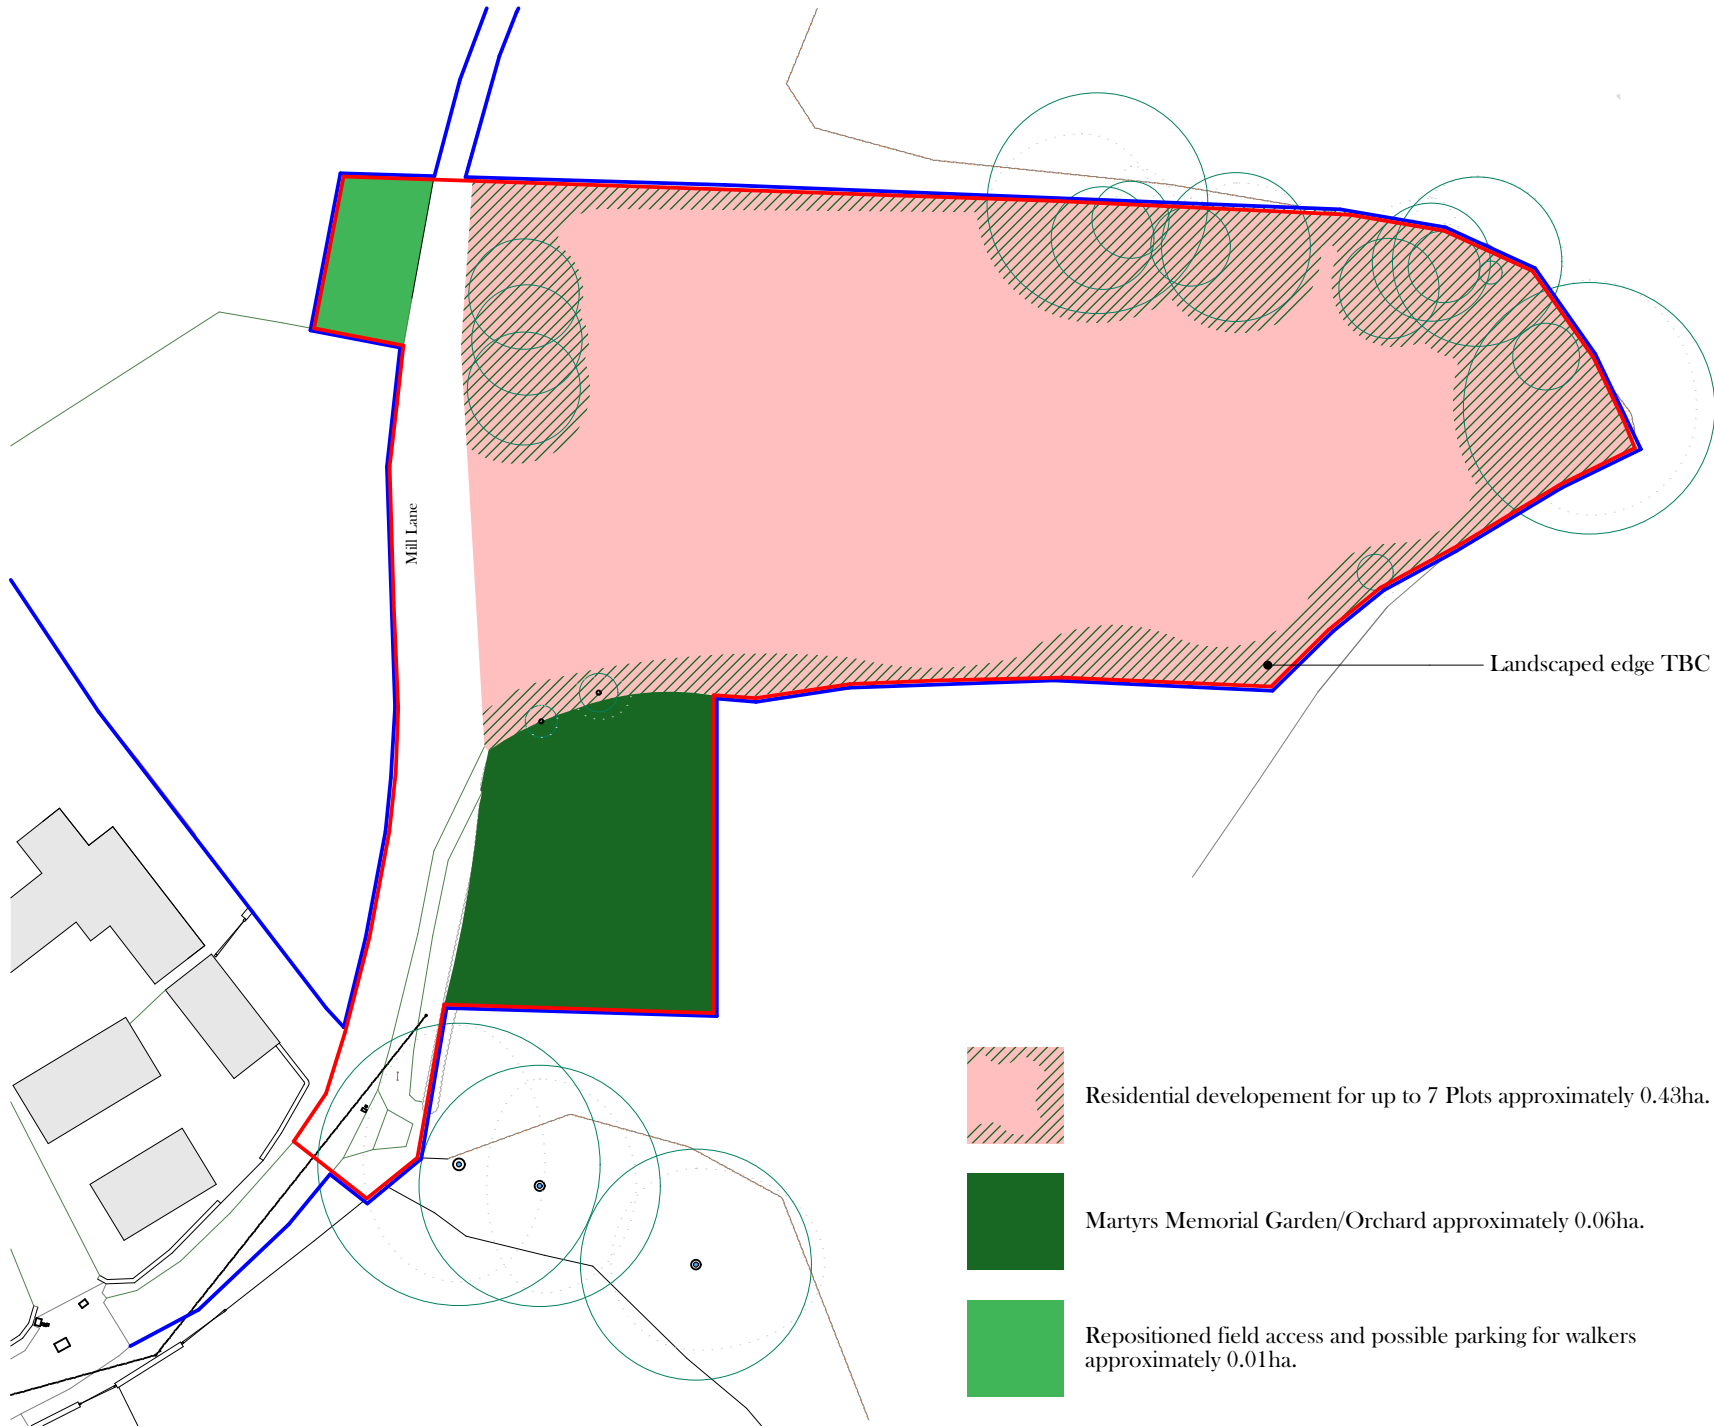 Mill Lane
Landscaped edge TBC
Residential developement for up to 7 Plots approximately 0.43ha.
Martyrs Memorial Garden/Orchard approximately 0.06ha.
Repositioned field access and possible parking for walkers
approximately 0.01ha.